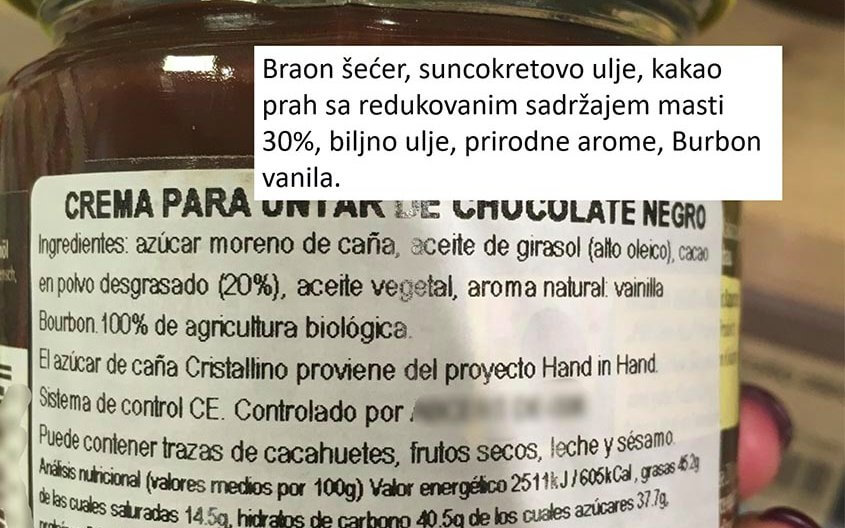 Braon šećer, suncokretovo ulje, kakao
prah sa redukovanim sadržajem masti
30%, biljno ulje, prirodne arome, Burbon
vanila.
CREMA PARA UNTAR DE CHOCOLATE NEGRO
Ingredientes: azúcar moreno de caña, aceite de girasol (alto oleico), cacao
en polvo desgrasado (20%), aceite vegetal, aroma natural: vainilla
Bourbon. 100% de agricultura biológica.
El azúcar de caña Cristallino proviene del proyecto Hand in Hand.
Sistema de control CE. Controlado por
Puede contener trazas de cacahuetes, frutos secos, leche y sésamo.
Análisis nutricional (valores medios por 100g) Valor energético 2511kJ / 605kCal, grasas 45.2g
de las cuales saturadas 14.5g, hidratos de carbono 40.5g de los cuales azúcares 37.7g,